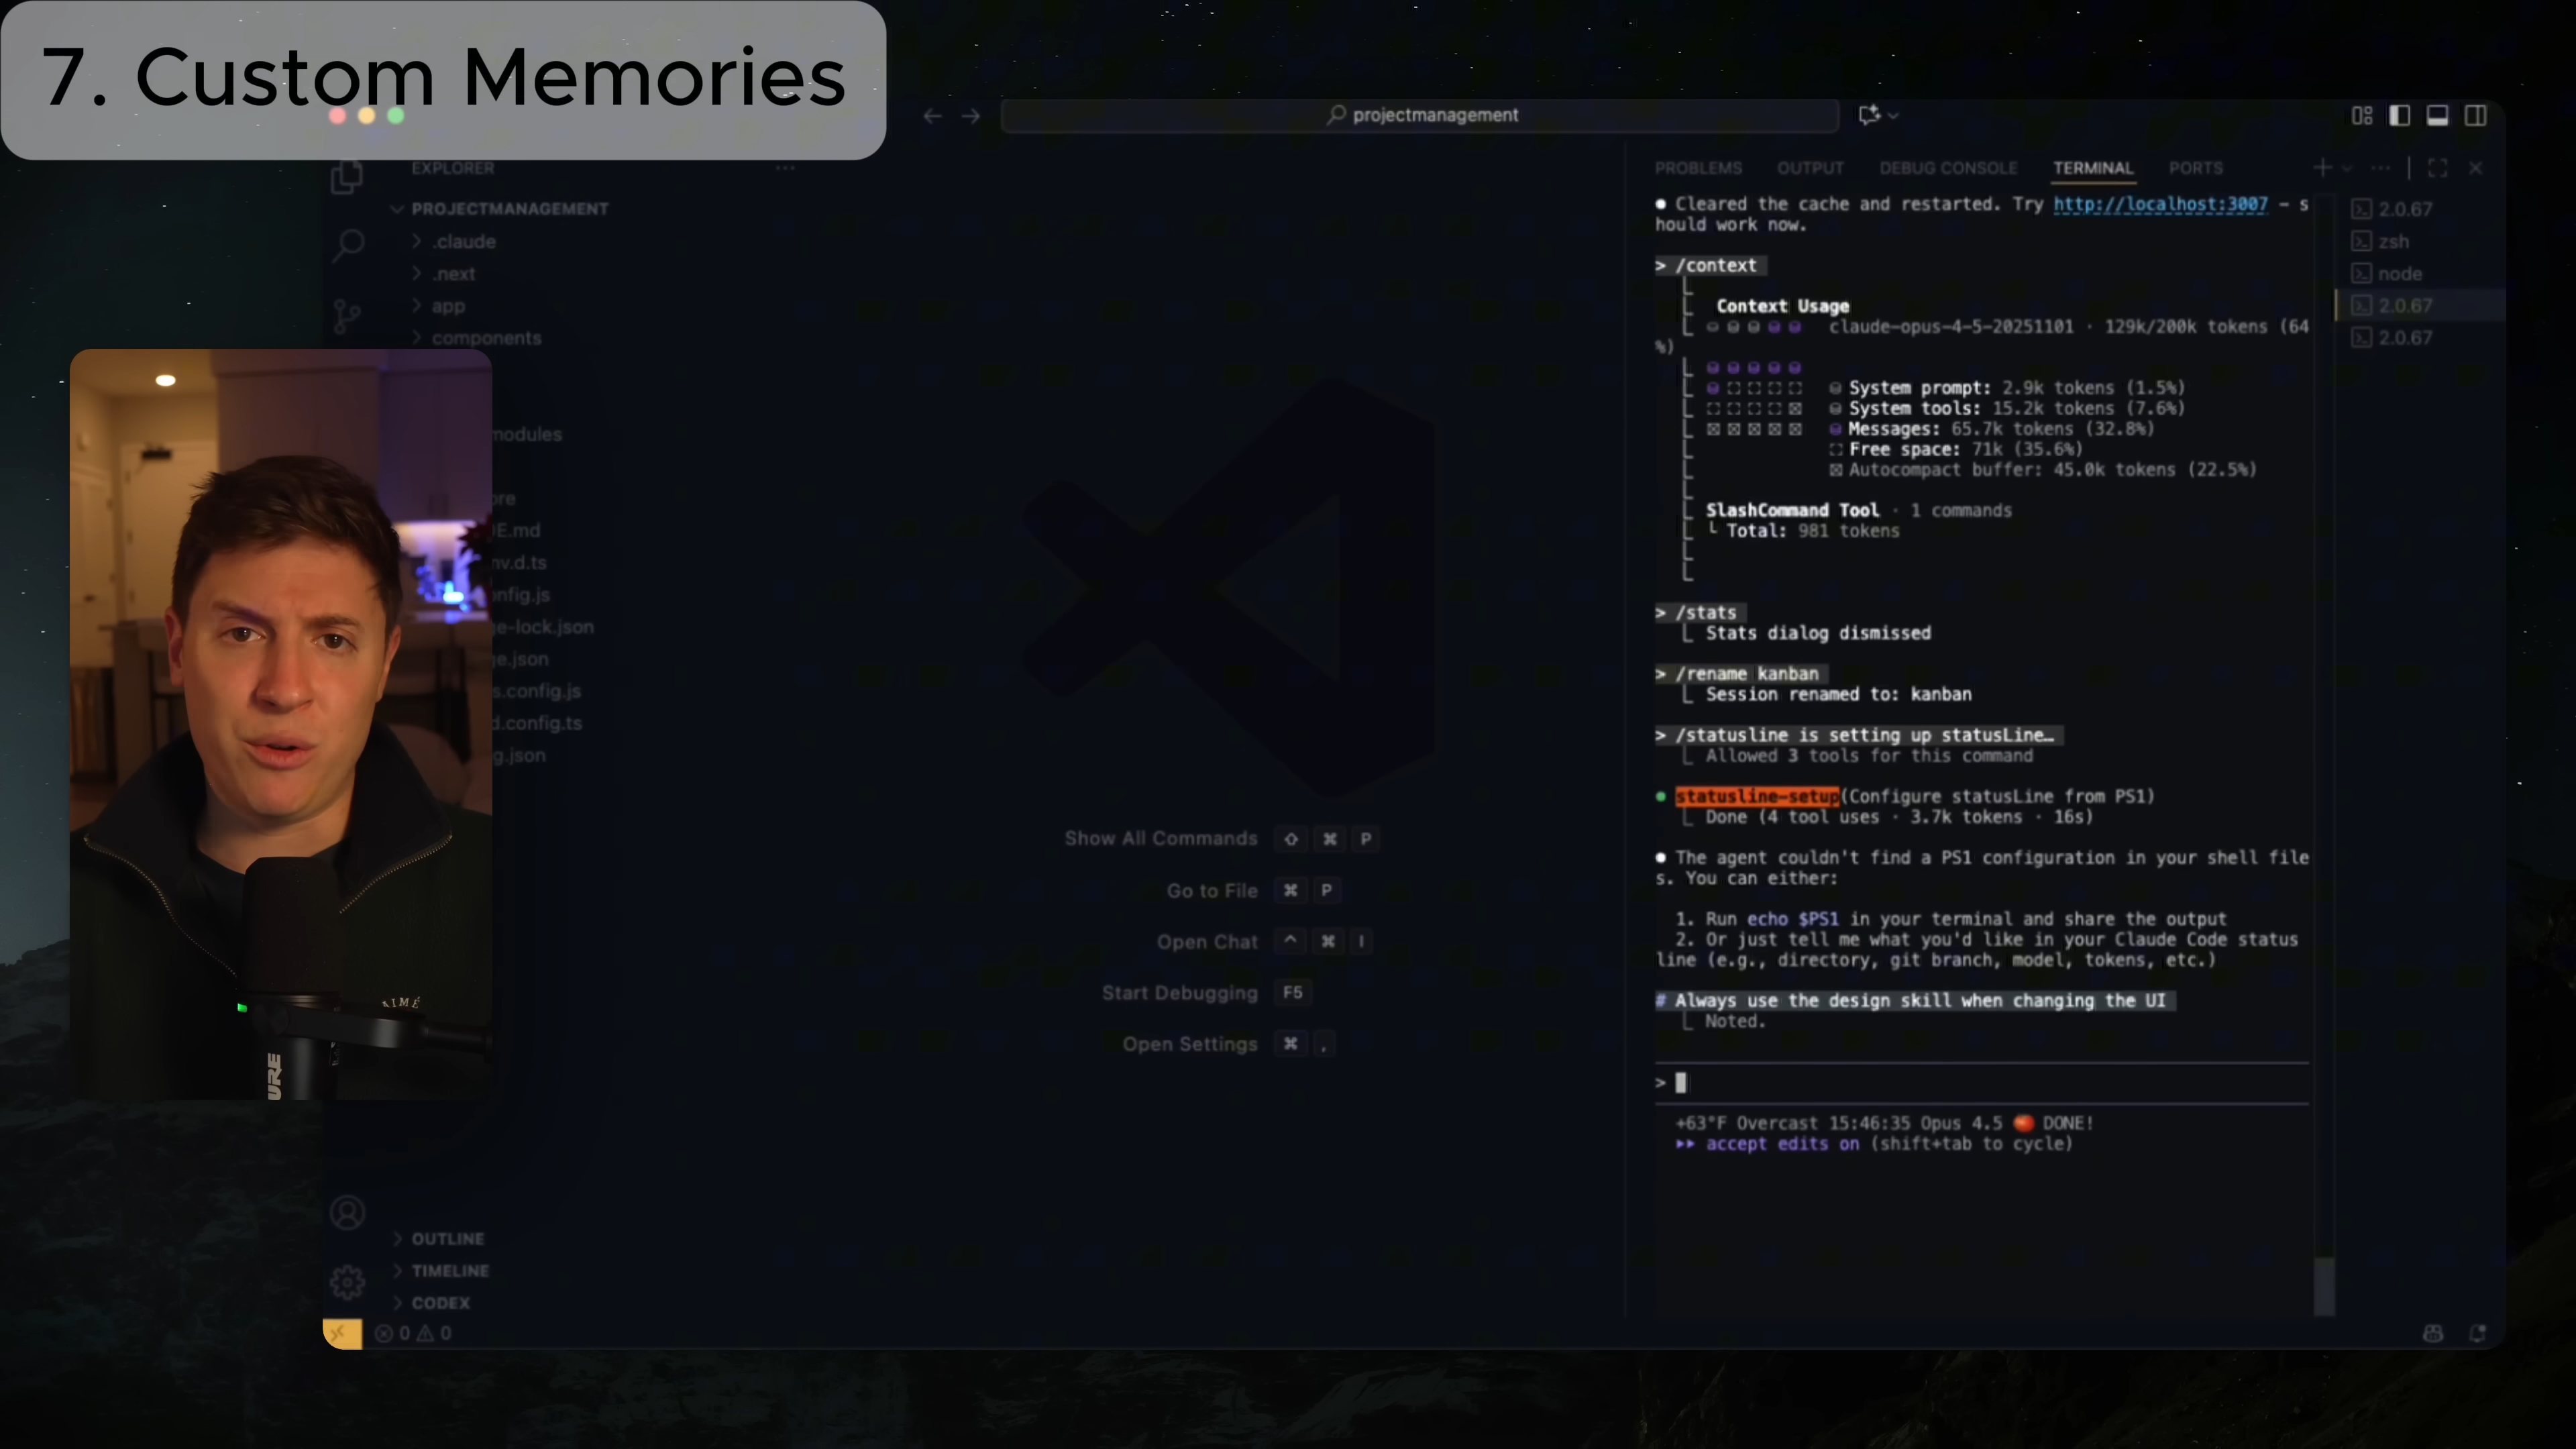 7. Custom Memories
projectmanagement
EXPLORER
PROJECTMANAGEMENT
.claude
.next
app
components
modules
ore
E.md
nv.d.ts
nfig.js
ge-lock.json
ge.json
s.config.js
d.config.ts
g.json
OUTLINE
TIMELINE
CODEX
0 0
Show All Commands ⇧ ⌘ P
Go to File ⌘ P
Open Chat ^ ⌘ I
Start Debugging F5
Open Settings ⌘ ,
PROBLEMS OUTPUT DEBUG CONSOLE TERMINAL PORTS
● Cleared the cache and restarted. Try http://localhost:3007 – s
hould work now.
> /context
Context Usage
claude-opus-4-5-20251101 · 129k/200k tokens (64
%)
System prompt: 2.9k tokens (1.5%)
System tools: 15.2k tokens (7.6%)
Messages: 65.7k tokens (32.8%)
Free space: 71k (35.6%)
Autocompact buffer: 45.0k tokens (22.5%)
SlashCommand Tool · 1 commands
└ Total: 981 tokens
> /stats
Stats dialog dismissed
> /rename kanban
Session renamed to: kanban
> /statusline is setting up statusLine…
Allowed 3 tools for this command
● statusline-setup(Configure statusLine from PS1)
Done (4 tool uses · 3.7k tokens · 16s)
● The agent couldn't find a PS1 configuration in your shell file
s. You can either:
1. Run echo $PS1 in your terminal and share the output
2. Or just tell me what you'd like in your Claude Code status
line (e.g., directory, git branch, model, tokens, etc.)
# Always use the design skill when changing the UI
Noted.
>
+63°F Overcast 15:46:35 Opus 4.5 🍅 DONE!
▸▸ accept edits on (shift+tab to cycle)
2.0.67
zsh
node
2.0.67
2.0.67
AIMÉ
URE